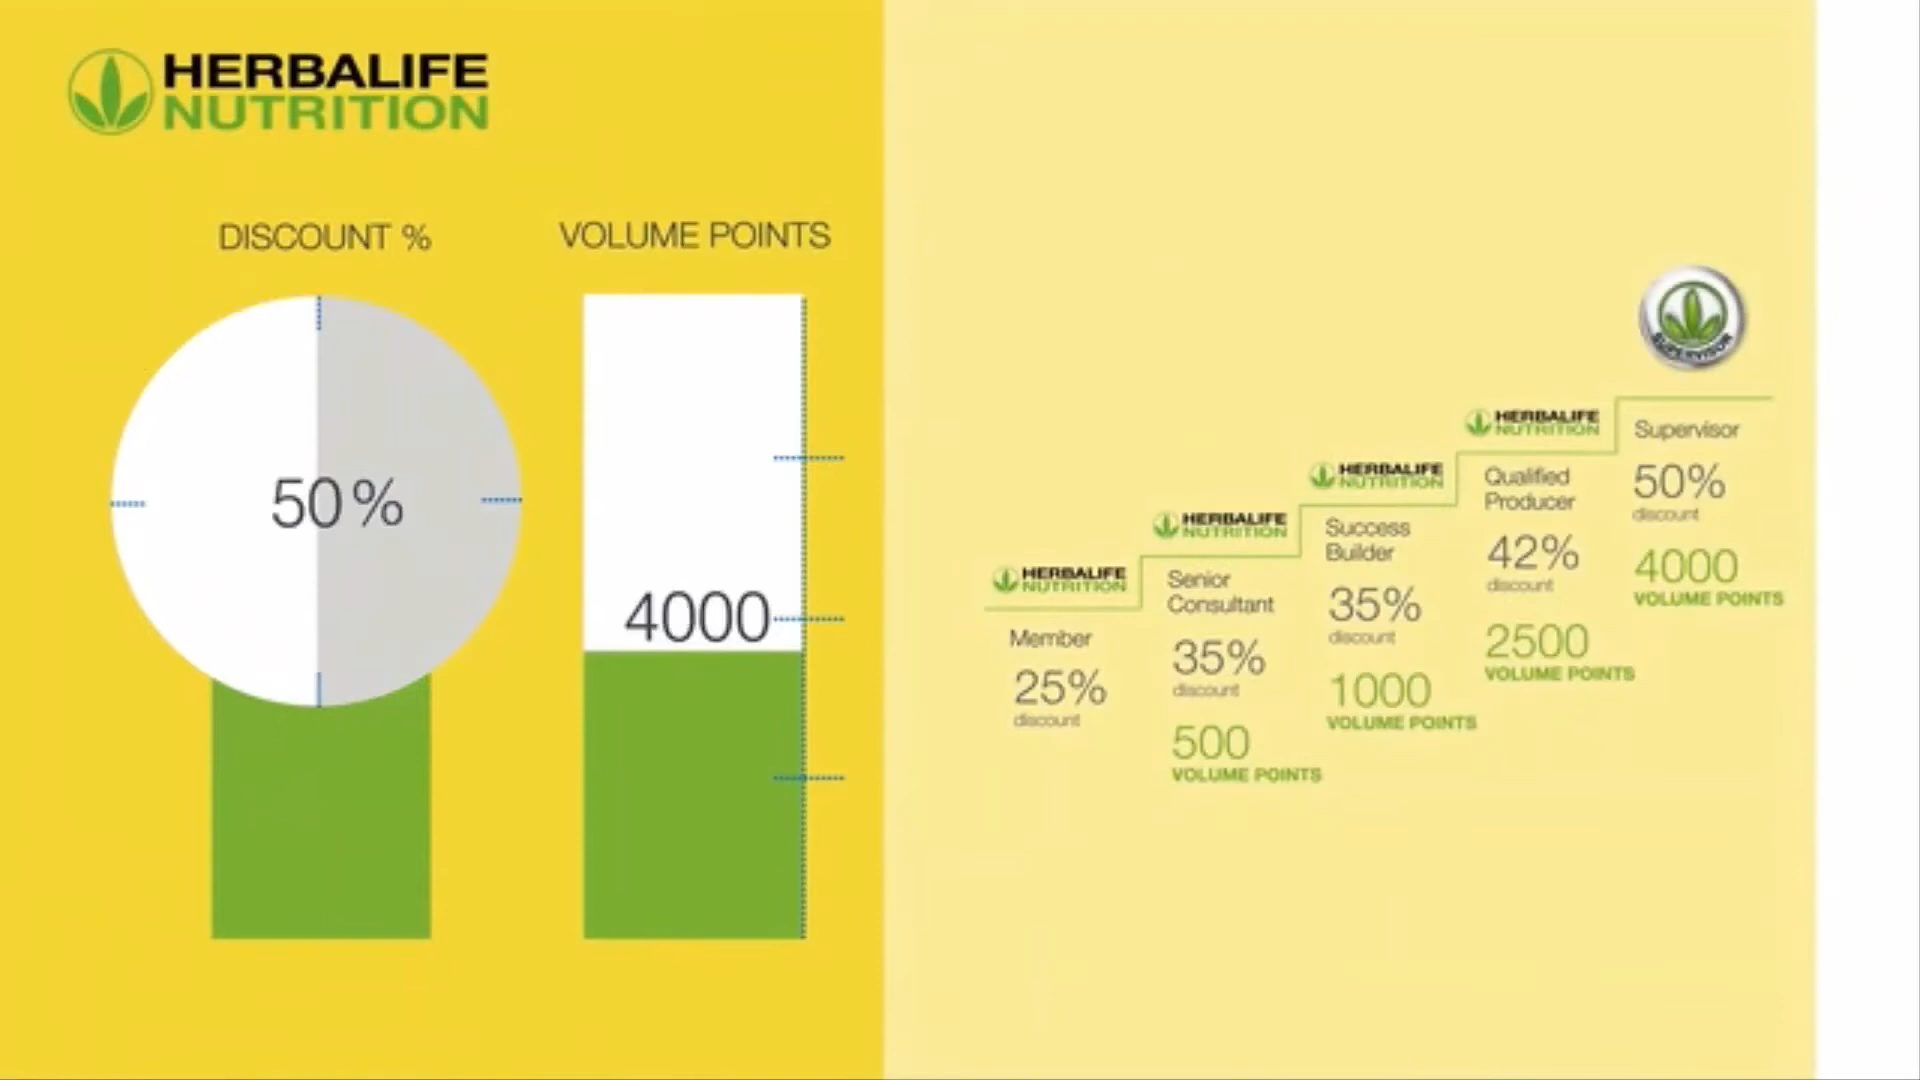 HERBALIFE
NUTRITION
DISCOUNT %
VOLUME POINTS
50%
4000
HERBALIFE
NUTRITION
Member
25%
discount
HERBALIFE
NUTRITION
Senior
Consultant
35%
discount
500
VOLUME POINTS
HERBALIFE
NUTRITION
Success
Builder
35%
discount
1000
VOLUME POINTS
HERBALIFE
NUTRITION
Qualified
Producer
42%
discount
2500
VOLUME POINTS
SUPERVISOR
Supervisor
50%
discount
4000
VOLUME POINTS